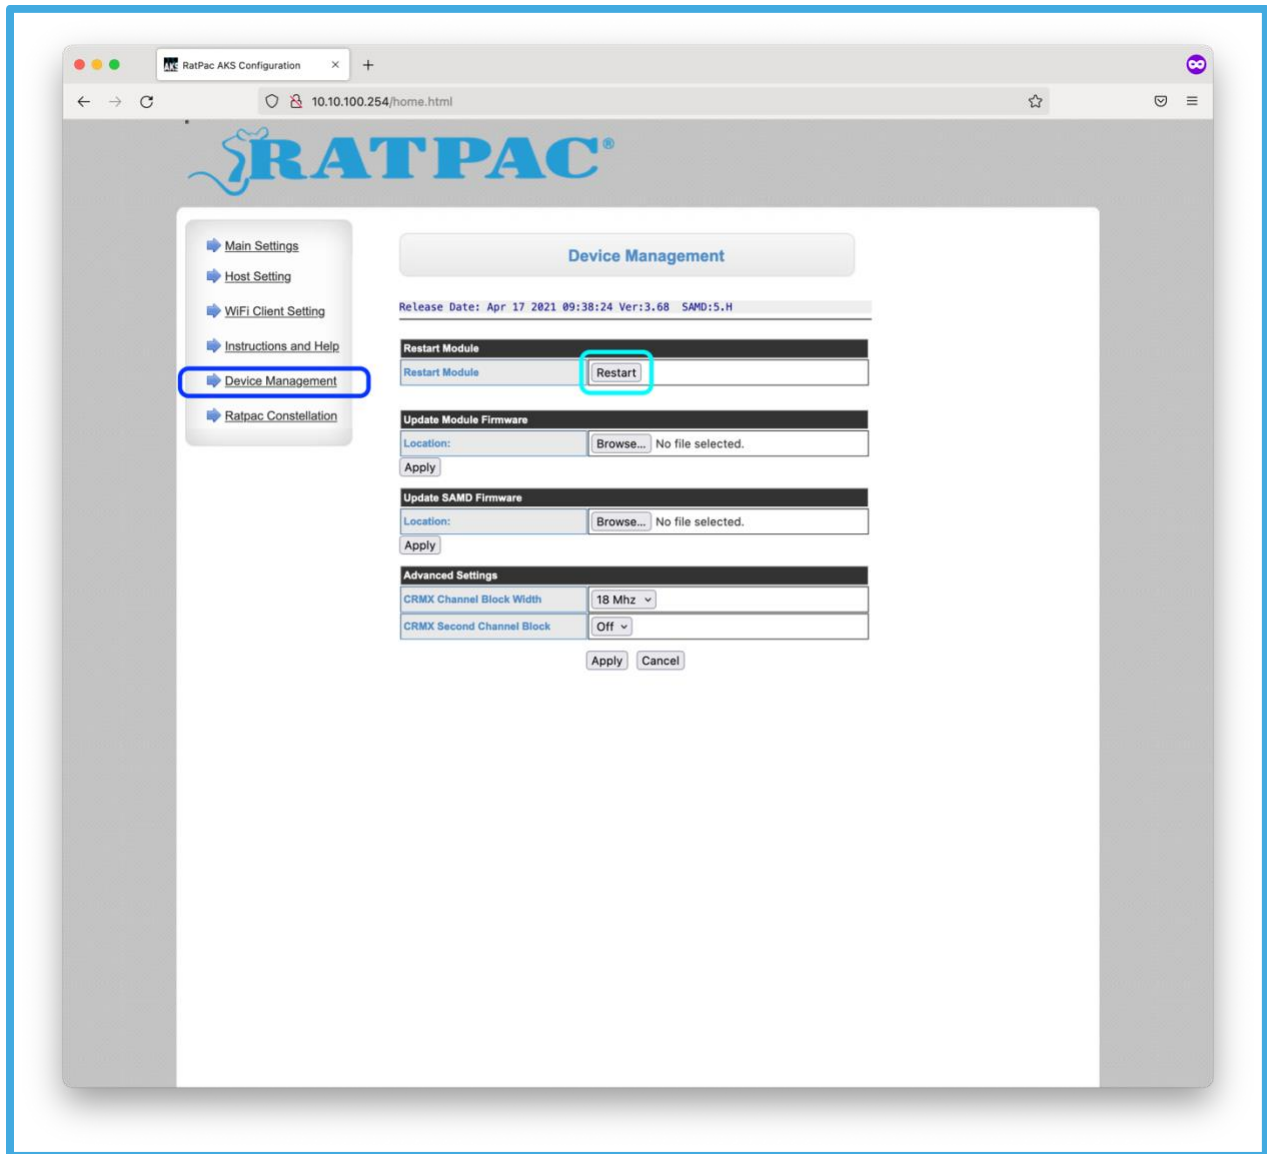 RatPac AKS Configuration
10.10.100.254/home.html
RATPAC®
Main Settings
Host Setting
WiFi Client Setting
Instructions and Help
Device Management
Ratpac Constellation
Device Management
Release Date: Apr 17 2021 09:38:24 Ver:3.68 SAMD:5.H
Restart Module
Restart Module Restart
Update Module Firmware
Location: Browse... No file selected.
Apply
Update SAMD Firmware
Location: Browse... No file selected.
Apply
Advanced Settings
CRMX Channel Block Width 18 Mhz
CRMX Second Channel Block Off
Apply Cancel